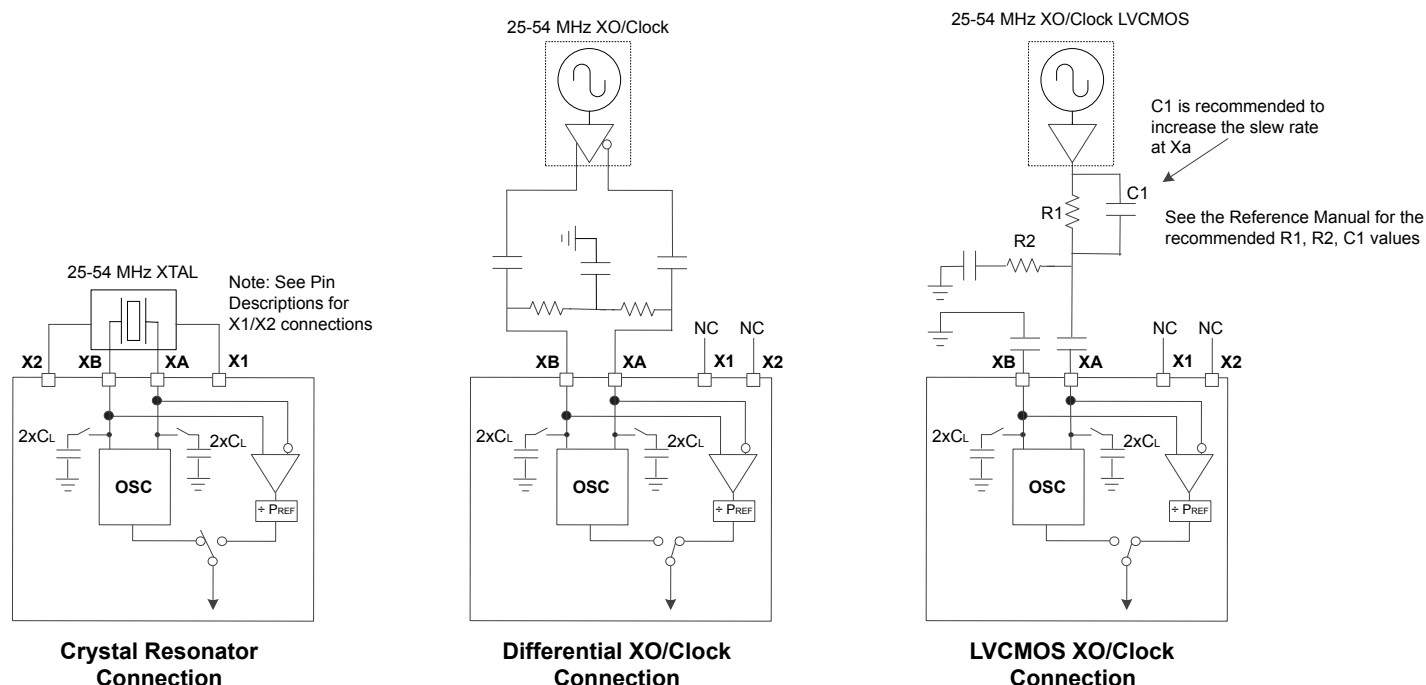 25-54 MHz XTAL
Note: See Pin
Descriptions for
X1/X2 connections
X2
XB
XA
X1
2xCL
2xCL
OSC
÷ PREF
Crystal Resonator
Connection
25-54 MHz XO/Clock
NC
NC
XB
XA
X1
X2
2xCL
2xCL
OSC
÷ PREF
Differential XO/Clock
Connection
25-54 MHz XO/Clock LVCMOS
C1 is recommended to
increase the slew rate
at Xa
C1
R1
See the Reference Manual for the
recommended R1, R2, C1 values
R2
NC
NC
XB
XA
X1
X2
2xCL
2xCL
OSC
÷ PREF
LVCMOS XO/Clock
Connection